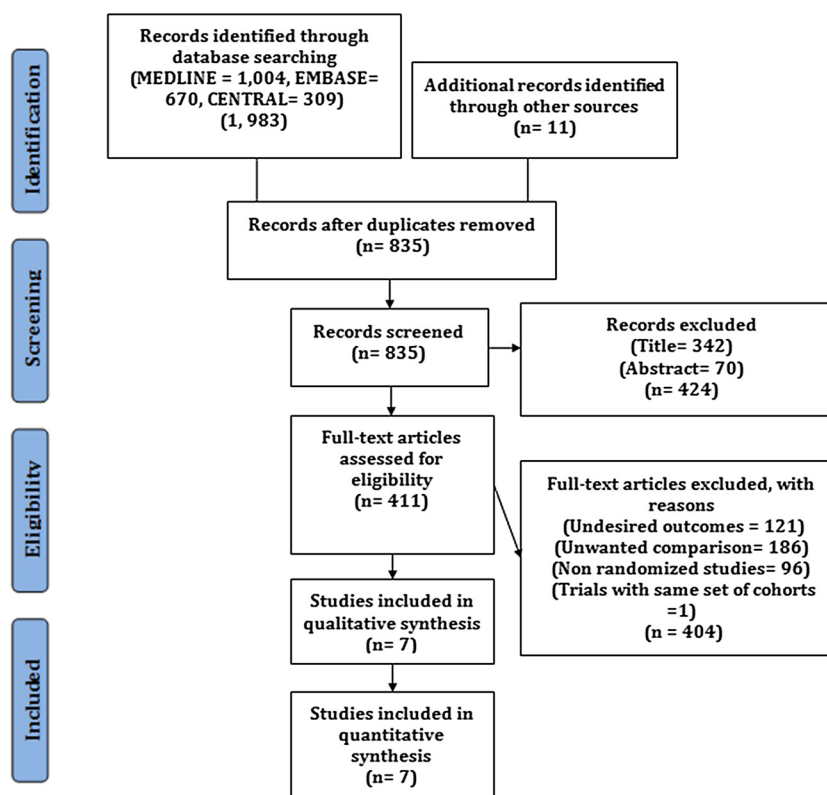 Identification
Records identified through
database searching
(MEDLINE = 1,004, EMBASE=
670, CENTRAL= 309)
(1, 983)
Additional records identified
through other sources
(n= 11)
Records after duplicates removed
(n= 835)
Screening
Records screened
(n= 835)
Records excluded
(Title= 342)
(Abstract= 70)
n= 424)
Eligibility
Full-text articles
assessed for
eligibility
(n= 411)
Full-text articles excluded, with
reasons
(Undesired outcomes = 121)
(Unwanted comparison= 186)
(Non randomized studies= 96)
(Trials with same set of cohorts
=1)
(n = 404)
Studies included in
qualitative synthesis
(n= 7)
Included
Studies included in
quantitative
synthesis
(n= 7)